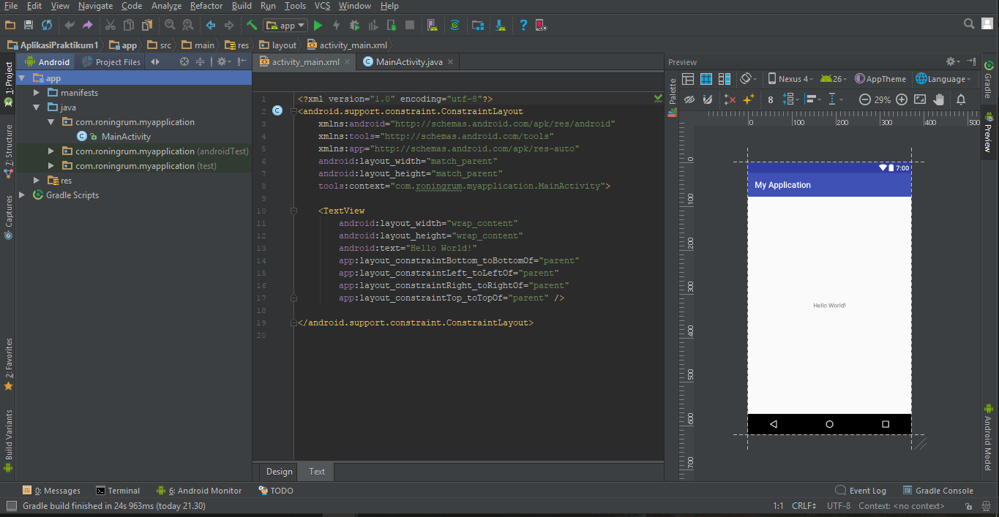 File Edit View Navigate Code Analyze Refactor Build Run Tools VCS Window Help
app
AplikasiPraktikum1 app src main res layout activity_main.xml
Android Project Files
activity_main.xml MainActivity.java
Preview
1: Project
7: Structure
Captures
2: Favorites
Build Variants
app
manifests
java
com.roningrum.myapplication
MainActivity
com.roningrum.myapplication (androidTest)
com.roningrum.myapplication (test)
res
Gradle Scripts
1 <?xml version="1.0" encoding="utf-8"?>
2 <android.support.constraint.ConstraintLayout
3 xmlns:android="http://schemas.android.com/apk/res/android"
4 xmlns:tools="http://schemas.android.com/tools"
5 xmlns:app="http://schemas.android.com/apk/res-auto"
6 android:layout_width="match_parent"
7 android:layout_height="match_parent"
8 tools:context="com.roningrum.myapplication.MainActivity">
9
10 <TextView
11 android:layout_width="wrap_content"
12 android:layout_height="wrap_content"
13 android:text="Hello World!"
14 app:layout_constraintBottom_toBottomOf="parent"
15 app:layout_constraintLeft_toLeftOf="parent"
16 app:layout_constraintRight_toRightOf="parent"
17 app:layout_constraintTop_toTopOf="parent" />
18
19 </android.support.constraint.ConstraintLayout>
20
Design Text
Palette
Nexus 4 26 AppTheme Language
8 29%
0 100 200 300 400 500
0
100
200
300
400
500
600
700
7:00
My Application
Hello World!
Gradle
Preview
Android Model
0: Messages Terminal 6: Android Monitor TODO Event Log Gradle Console
Gradle build finished in 24s 963ms (today 21.30) 1:1 CRLF UTF-8 Context: <no context>